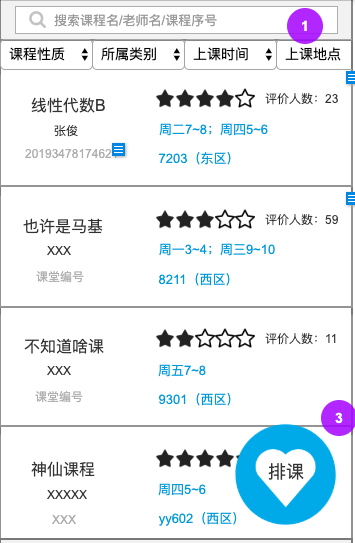 搜索课程名/老师名/课程序号
1
课程性质 所属类别 上课时间 上课地点
线性代数B 评价人数：23
张俊 周二7~8；周四5~6
7203（东区）
也许是马基 评价人数：59
XXX 周一3~4；周三9~10
课堂编号 8211（西区）
不知道啥课 评价人数：11
XXX 周五7~8
课堂编号 9301（西区）
3
神仙课程 排课
XXXXX 周四5~6
XXX yy602（西区）